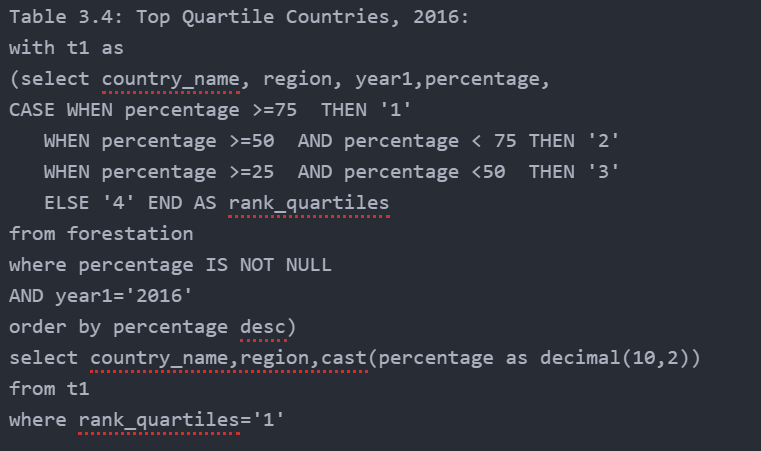 Table 3.4: Top Quartile Countries, 2016:
with t1 as
(select country_name, region, year1,percentage,
CASE WHEN percentage >=75  THEN '1'
   WHEN percentage >=50  AND percentage < 75 THEN '2'
   WHEN percentage >=25  AND percentage <50  THEN '3'
   ELSE '4' END AS rank_quartiles
from forestation
where percentage IS NOT NULL
AND year1='2016'
order by percentage desc)
select country_name,region,cast(percentage as decimal(10,2))
from t1
where rank_quartiles='1'